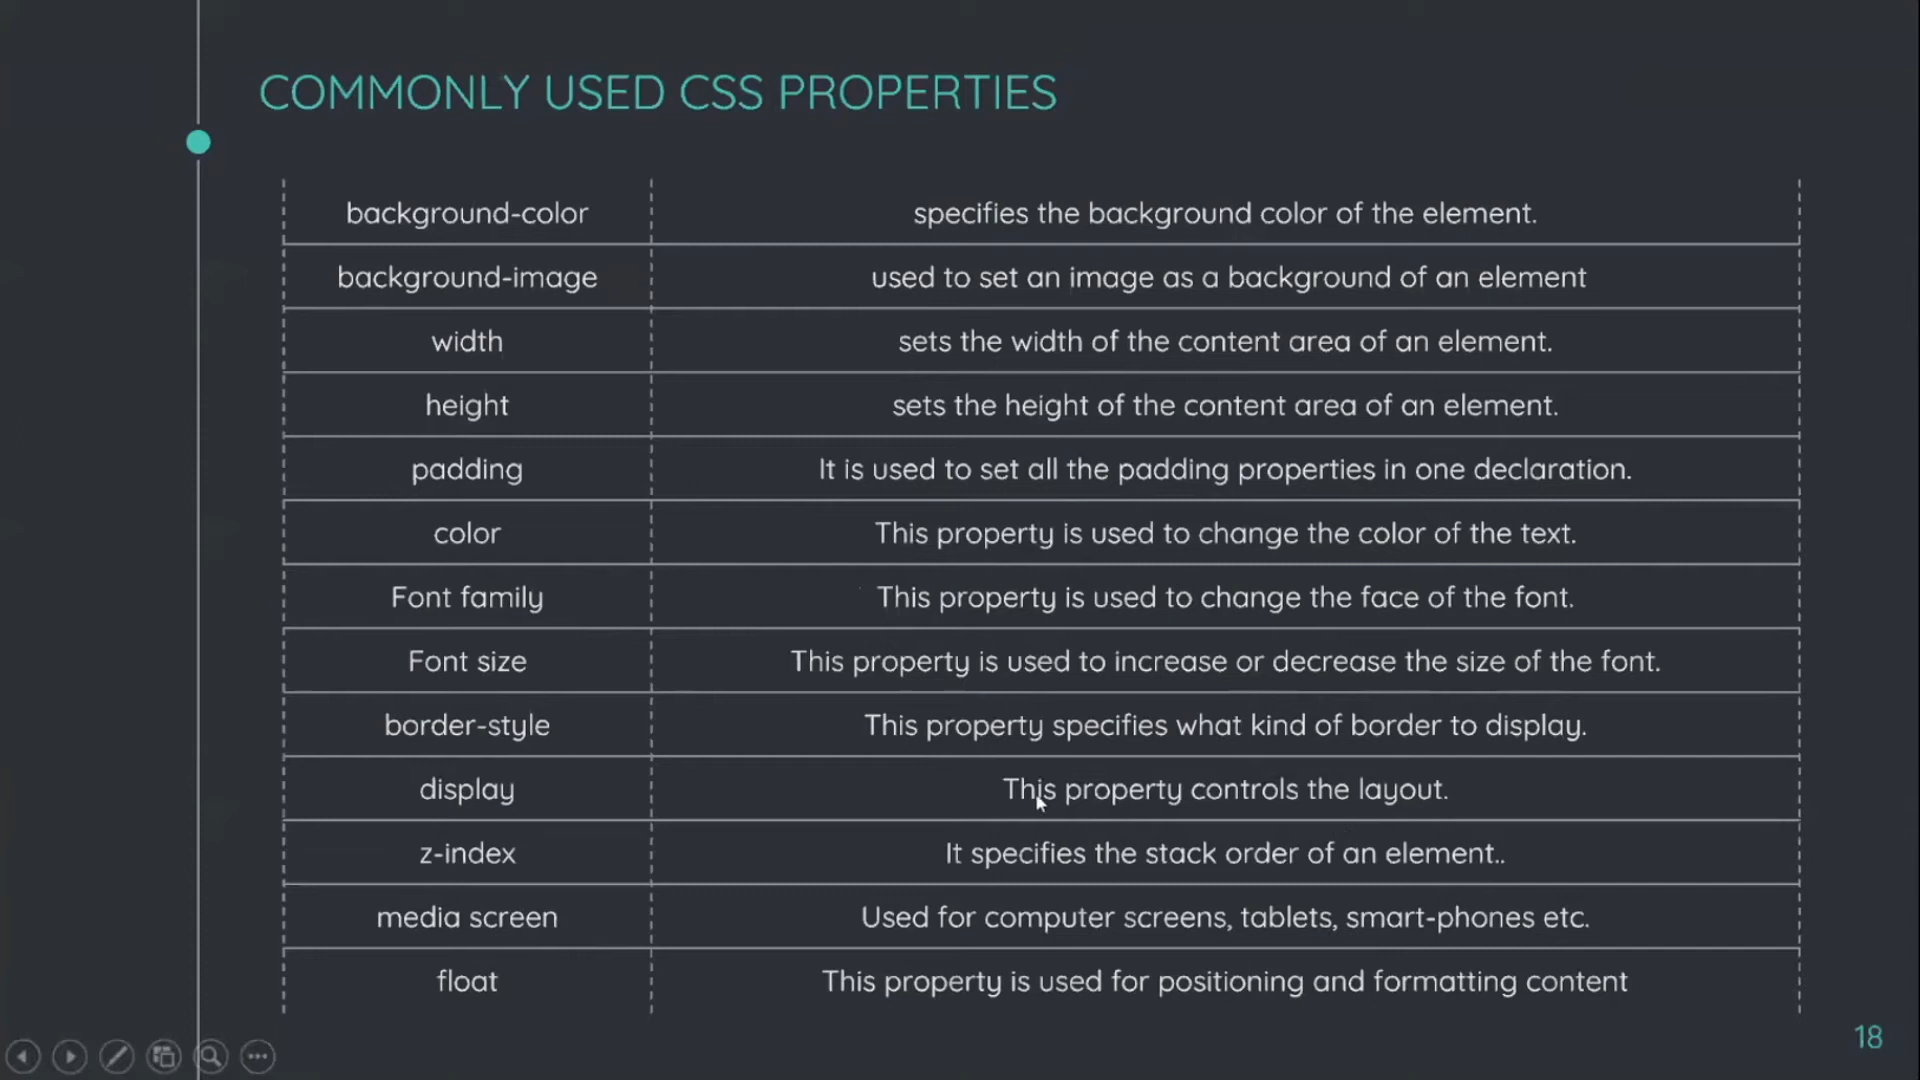 COMMONLY USED CSS PROPERTIES
background-color specifies the background color of the element.
background-image used to set an image as a background of an element
width sets the width of the content area of an element.
height sets the height of the content area of an element.
padding It is used to set all the padding properties in one declaration.
color This property is used to change the color of the text.
Font family This property is used to change the face of the font.
Font size This property is used to increase or decrease the size of the font.
border-style This property specifies what kind of border to display.
display This property controls the layout.
z-index It specifies the stack order of an element..
media screen Used for computer screens, tablets, smart-phones etc.
float This property is used for positioning and formatting content
18